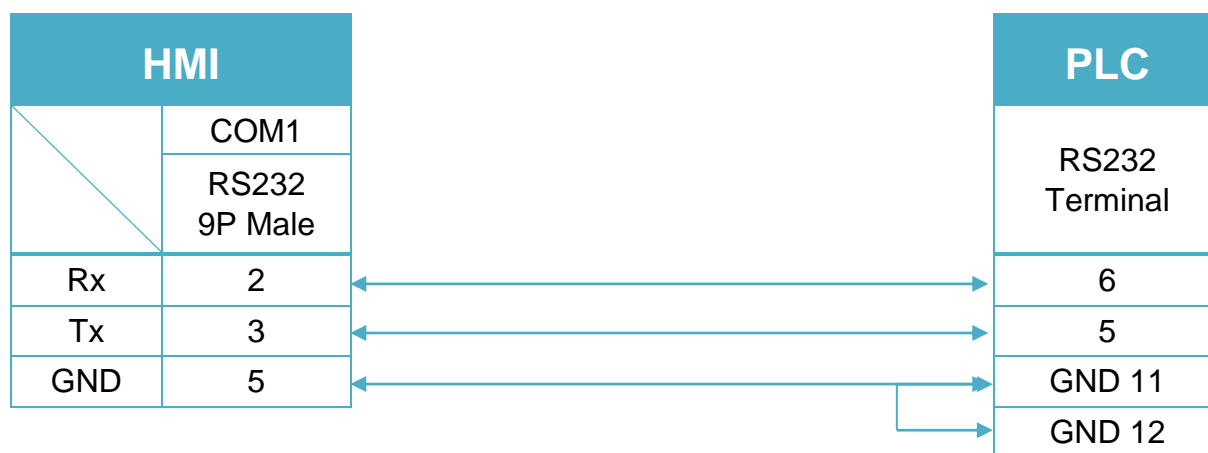 HMI
PLC
COM1
RS232
9P Male
RS232
Terminal
Rx 2 6
Tx 3 5
GND 5 GND 11
GND 12